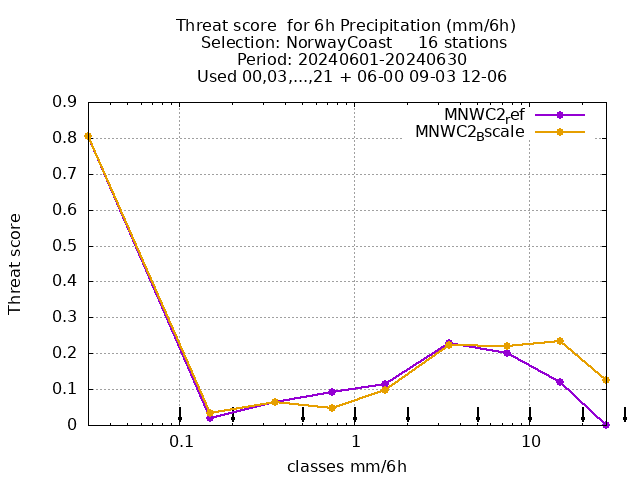 Threat score  for 6h Precipitation (mm/6h)
Selection: NorwayCoast     16 stations
Period: 20240601-20240630
Used 00,03,...,21 + 06-00 09-03 12-06
MNWC2ref
MNWC2Bscale
Threat score
0.9
0.8
0.7
0.6
0.5
0.4
0.3
0.2
0.1
0
0.1 1 10
classes mm/6h